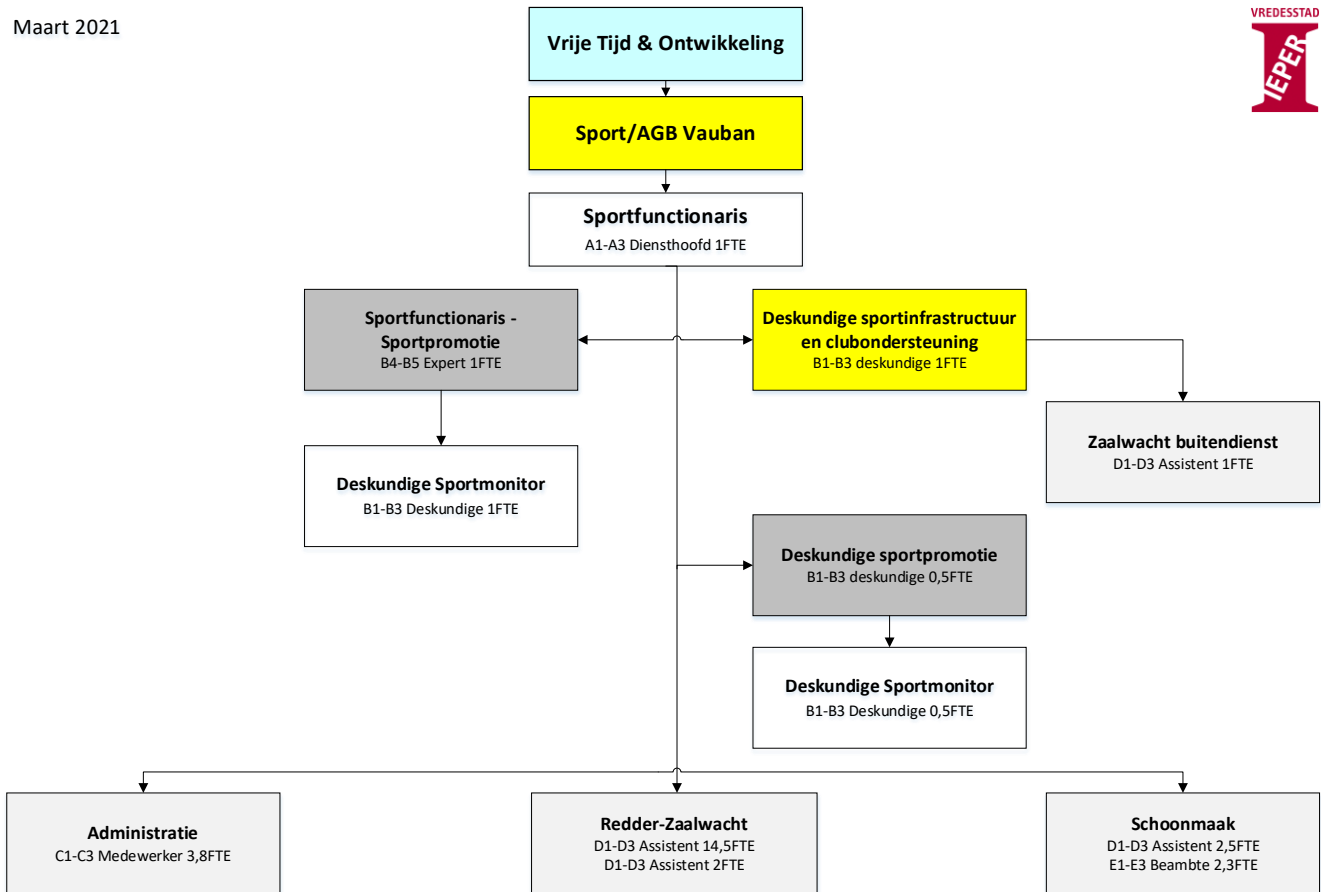 Maart 2021
VREDESSTAD
IEPER
Vrije Tijd & Ontwikkeling
Sport/AGB Vauban
Sportfunctionaris
A1-A3 Diensthoofd 1FTE
Sportfunctionaris -
Sportpromotie
B4-B5 Expert 1FTE
Deskundige sportinfrastructuur
en clubondersteuning
B1-B3 deskundige 1FTE
Zaalwacht buitendienst
D1-D3 Assistent 1FTE
Deskundige Sportmonitor
B1-B3 Deskundige 1FTE
Deskundige sportpromotie
B1-B3 deskundige 0,5FTE
Deskundige Sportmonitor
B1-B3 Deskundige 0,5FTE
Administratie
C1-C3 Medewerker 3,8FTE
Redder-Zaalwacht
D1-D3 Assistent 14,5FTE
D1-D3 Assistent 2FTE
Schoonmaak
D1-D3 Assistent 2,5FTE
E1-E3 Beambte 2,3FTE